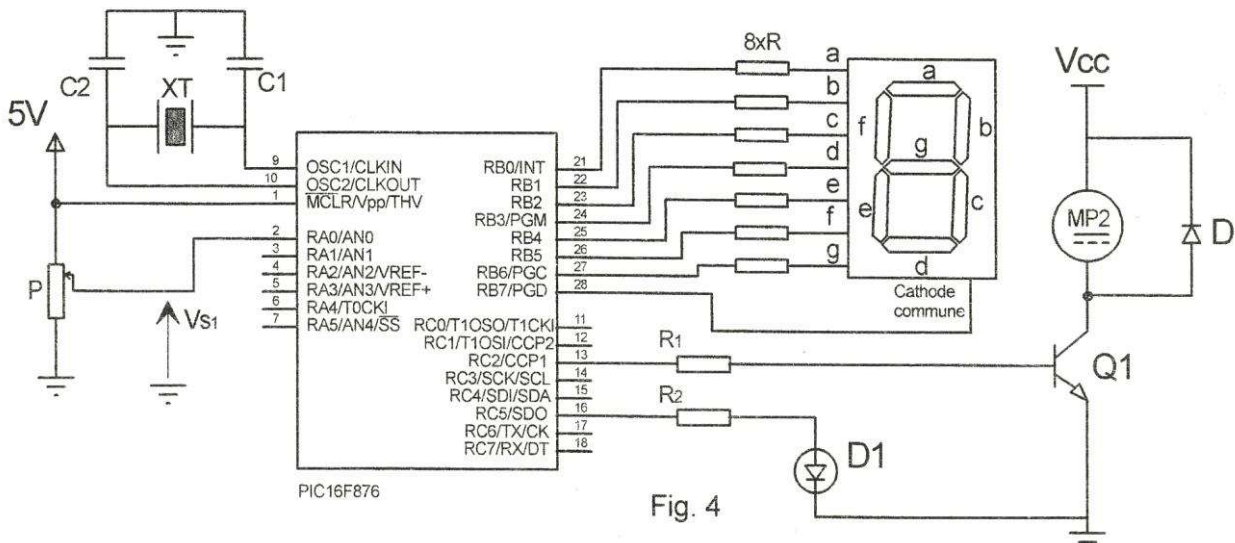 8xR
C2
XT
C1
5V
P
Vs1
9 OSC1/CLKIN
10 OSC2/CLKOUT
1 MCLR/Vpp/THV
2 RA0/AN0
3 RA1/AN1
4 RA2/AN2/VREF-
5 RA3/AN3/VREF+
6 RA4/T0CKI
7 RA5/AN4/SS
RB0/INT 21
RB1 22
RB2 23
RB3/PGM 24
RB4 25
RB5 26
RB6/PGC 27
RB7/PGD 28
RC0/T1OSO/T1CKI 11
RC1/T1OSI/CCP2 12
RC2/CCP1 13
RC3/SCK/SCL 14
RC4/SDI/SDA 15
RC5/SDO 16
RC6/TX/CK 17
RC7/RX/DT 18
PIC16F876
a
b
c
d
e
f
g
a
f
b
g
e
c
d
Cathode
commune
R1
R2
D1
Vcc
MP2
D
Q1
Fig. 4